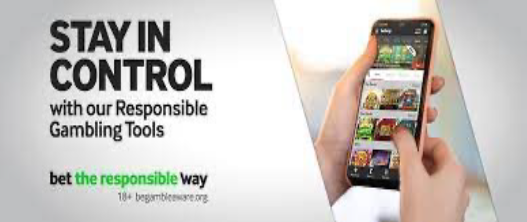 STAY IN
CONTROL
with our Responsible
Gambling Tools
bet the responsible way
18+ begambleaware.org